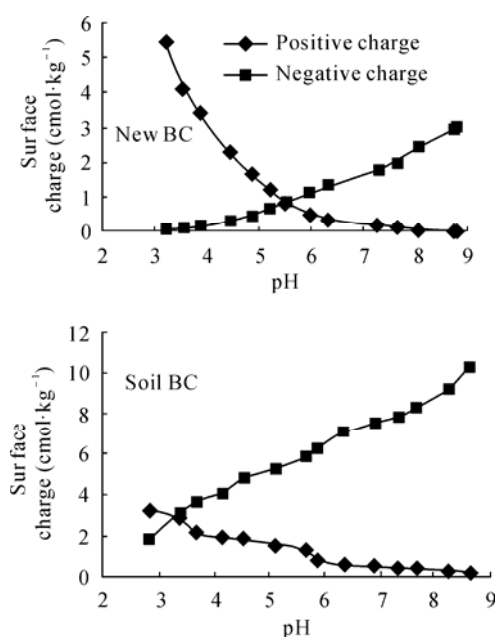 6
5
4
3
2
1
0
Surface
charge (cmol·kg⁻¹)
Positive charge
Negative charge
New BC
2 3 4 5 6 7 8 9
pH
12
10
8
6
4
2
0
Surface
charge (cmol·kg⁻¹)
Soil BC
2 3 4 5 6 7 8 9
pH